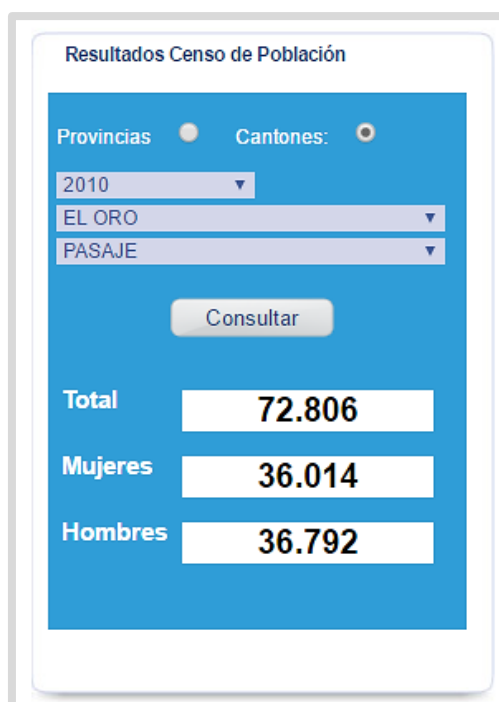 Resultados Censo de Población
Provincias Cantones:
2010
EL ORO
PASAJE
Consultar
Total 72.806
Mujeres 36.014
Hombres 36.792